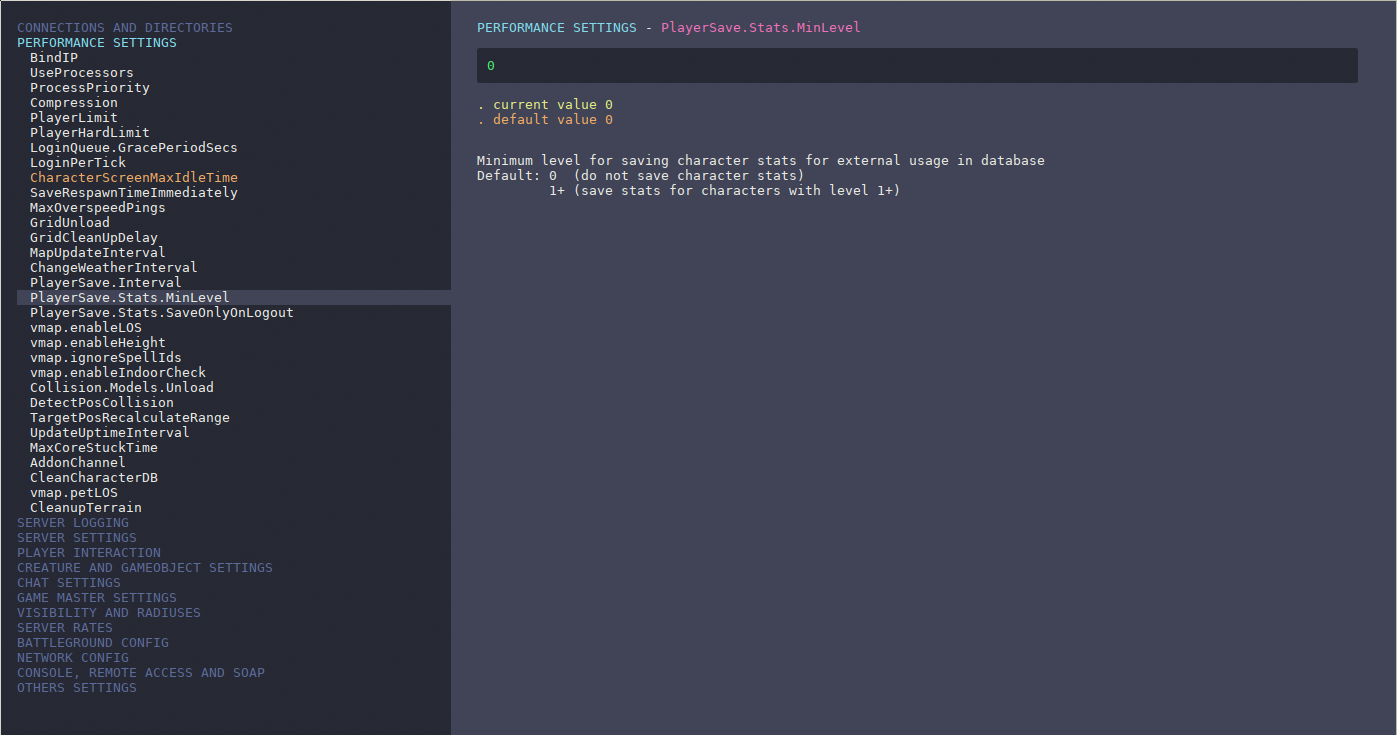 CONNECTIONS AND DIRECTORIES
PERFORMANCE SETTINGS
BindIP
UseProcessors
ProcessPriority
Compression
PlayerLimit
PlayerHardLimit
LoginQueue.GracePeriodSecs
LoginPerTick
CharacterScreenMaxIdleTime
SaveRespawnTimeImmediately
MaxOverspeedPings
GridUnload
GridCleanUpDelay
MapUpdateInterval
ChangeWeatherInterval
PlayerSave.Interval
PlayerSave.Stats.MinLevel
PlayerSave.Stats.SaveOnlyOnLogout
vmap.enableLOS
vmap.enableHeight
vmap.ignoreSpellIds
vmap.enableIndoorCheck
Collision.Models.Unload
DetectPosCollision
TargetPosRecalculateRange
UpdateUptimeInterval
MaxCoreStuckTime
AddonChannel
CleanCharacterDB
vmap.petLOS
CleanupTerrain
SERVER LOGGING
SERVER SETTINGS
PLAYER INTERACTION
CREATURE AND GAMEOBJECT SETTINGS
CHAT SETTINGS
GAME MASTER SETTINGS
VISIBILITY AND RADIUSES
SERVER RATES
BATTLEGROUND CONFIG
NETWORK CONFIG
CONSOLE, REMOTE ACCESS AND SOAP
OTHERS SETTINGS
PERFORMANCE SETTINGS - PlayerSave.Stats.MinLevel
0
. current value 0
. default value 0
Minimum level for saving character stats for external usage in database
Default: 0  (do not save character stats)
1+ (save stats for characters with level 1+)